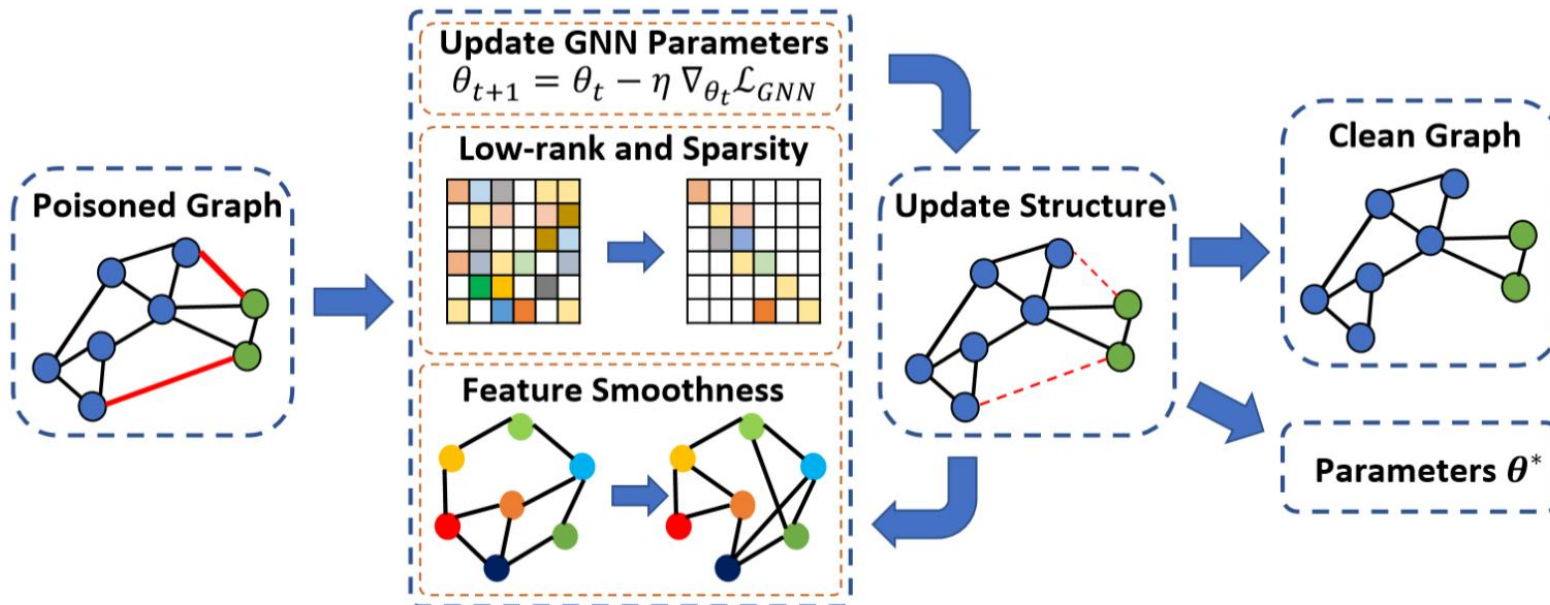 Poisoned Graph
Update GNN Parameters
θ_{t+1} = θ_t − η ∇_{θ_t} ℒ_{GNN}
Low-rank and Sparsity
Feature Smoothness
Update Structure
Clean Graph
Parameters θ*